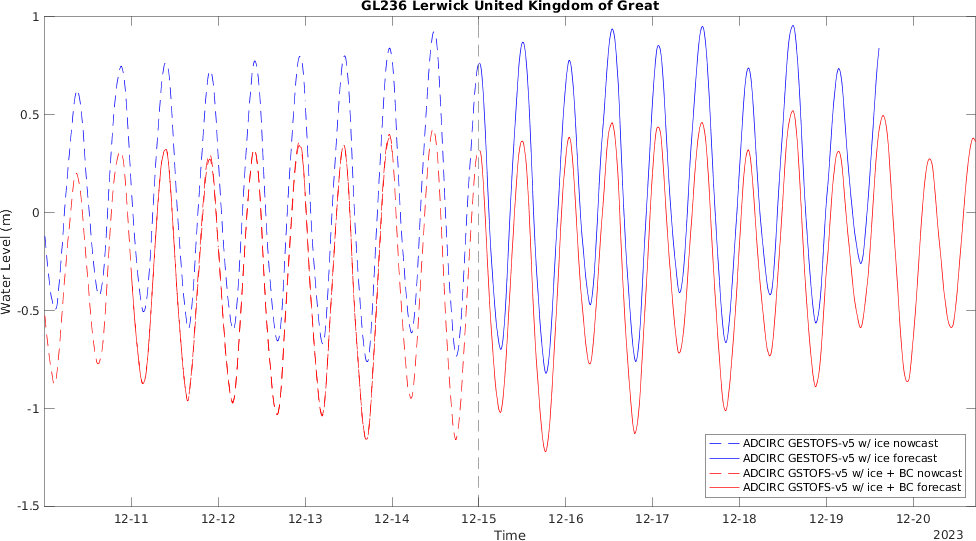 GL236 Lerwick United Kingdom of Great
1
0.5
0
-0.5
-1
-1.5
Water Level (m)
12-11 12-12 12-13 12-14 12-15 12-16 12-17 12-18 12-19 12-20
Time
2023
ADCIRC GESTOFS-v5 w/ ice nowcast
ADCIRC GESTOFS-v5 w/ ice forecast
ADCIRC GSTOFS-v5 w/ ice + BC nowcast
ADCIRC GSTOFS-v5 w/ ice + BC forecast